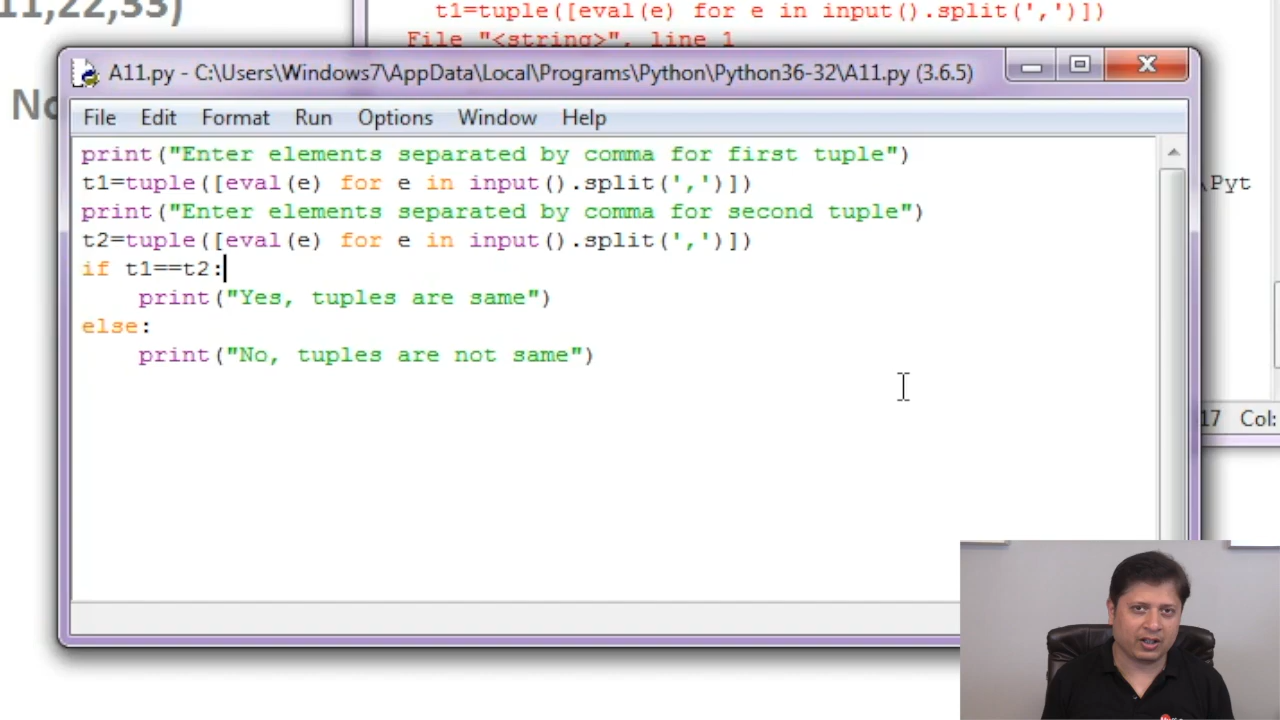 11,22,33)
t1=tuple([eval(e) for e in input().split(',')])
File "<string>", line 1
A11.py - C:\Users\Windows7\AppData\Local\Programs\Python\Python36-32\A11.py (3.6.5)
No
File Edit Format Run Options Window Help
print("Enter elements separated by comma for first tuple")
t1=tuple([eval(e) for e in input().split(',')])
\Pyt
print("Enter elements separated by comma for second tuple")
t2=tuple([eval(e) for e in input().split(',')])
if t1==t2:
print("Yes, tuples are same")
else:
print("No, tuples are not same")
17 Col: